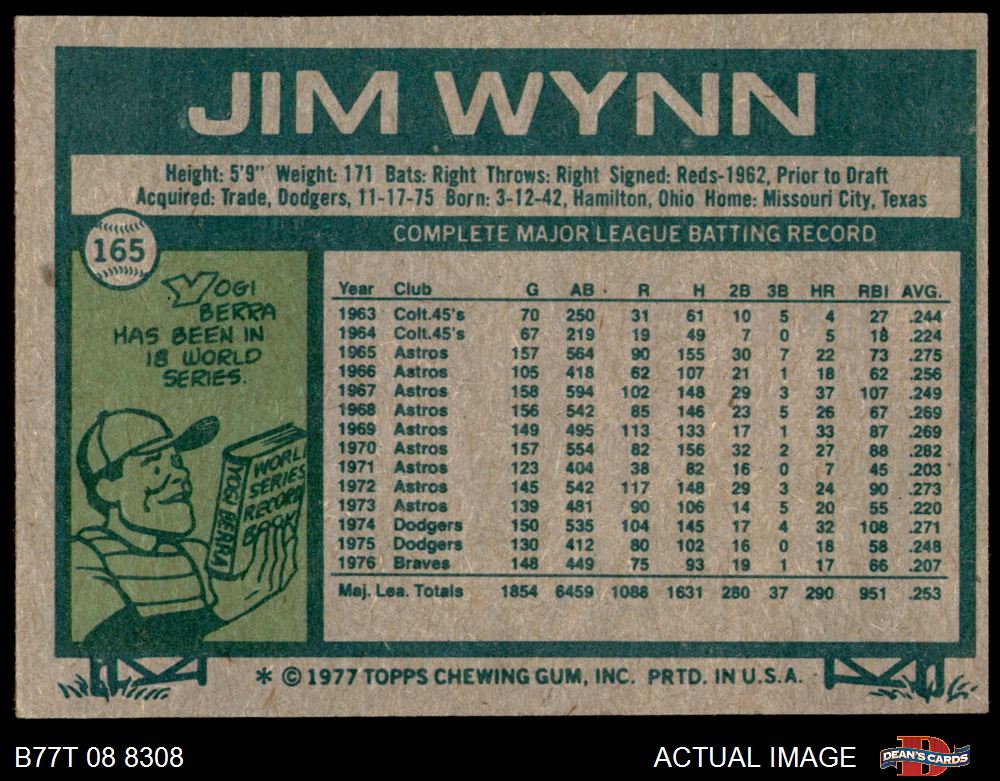 JIM WYNN
Height: 5'9" Weight: 171 Bats: Right Throws: Right Signed: Reds-1962, Prior to Draft
Acquired: Trade, Dodgers, 11-17-75 Born: 3-12-42, Hamilton, Ohio Home: Missouri City, Texas
165
YOGI
BERRA
HAS BEEN IN
18 WORLD
SERIES.
WORLD
SERIES
RECORD
BOOK
YOGI BERRA
COMPLETE MAJOR LEAGUE BATTING RECORD
Year Club G AB R H 2B 3B HR RBI AVG.
1963 Colt.45's 70 250 31 61 10 5 4 27 .244
1964 Colt.45's 67 219 19 49 7 0 5 18 .224
1965 Astros 157 564 90 155 30 7 22 73 .275
1966 Astros 105 418 62 107 21 1 18 62 .256
1967 Astros 158 594 102 148 29 3 37 107 .249
1968 Astros 156 542 85 146 23 5 26 67 .269
1969 Astros 149 495 113 133 17 1 33 87 .269
1970 Astros 157 554 82 156 32 2 27 88 .282
1971 Astros 123 404 38 82 16 0 7 45 .203
1972 Astros 145 542 117 148 29 3 24 90 .273
1973 Astros 139 481 90 106 14 5 20 55 .220
1974 Dodgers 150 535 104 145 17 4 32 108 .271
1975 Dodgers 130 412 80 102 16 0 18 58 .248
1976 Braves 148 449 75 93 19 1 17 66 .207
Maj. Lea. Totals 1854 6459 1088 1631 280 37 290 951 .253
* © 1977 TOPPS CHEWING GUM, INC. PRTD. IN U.S.A.
B77T 08 8308
ACTUAL IMAGE
DEAN'S CARDS